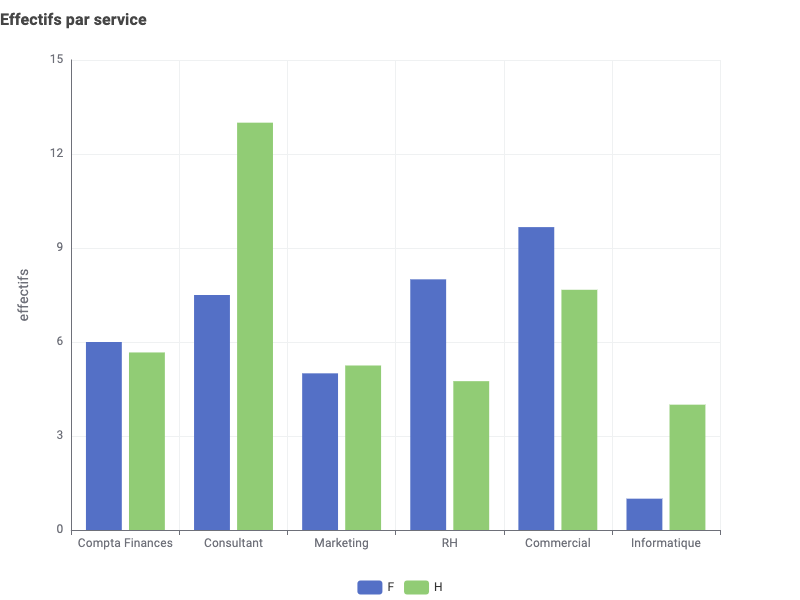 Effectifs par service
15
12
9
6
3
0
effectifs
Compta Finances Consultant Marketing RH Commercial Informatique
F H